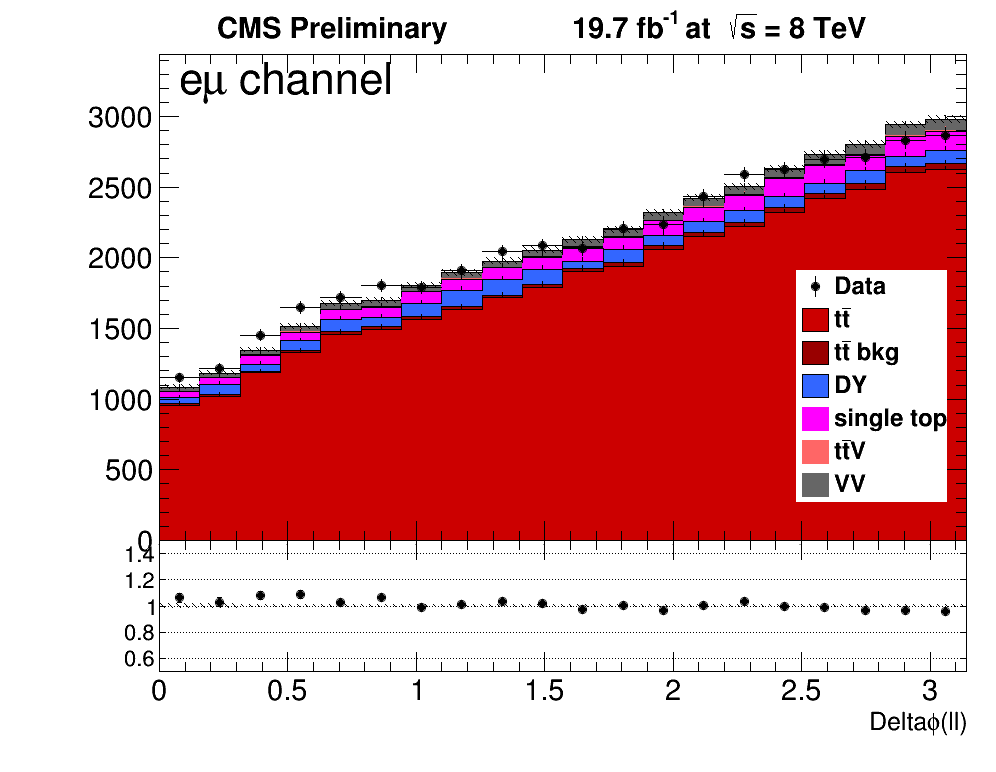 CMS Preliminary 19.7 fb⁻¹ at √s = 8 TeV
eμ channel
3000
2500
2000
1500
1000
500
0
Data
tt̄
tt̄ bkg
DY
single top
tt̄V
VV
1.4
1.2
1
0.8
0.6
0 0.5 1 1.5 2 2.5 3
Deltaϕ(ll)